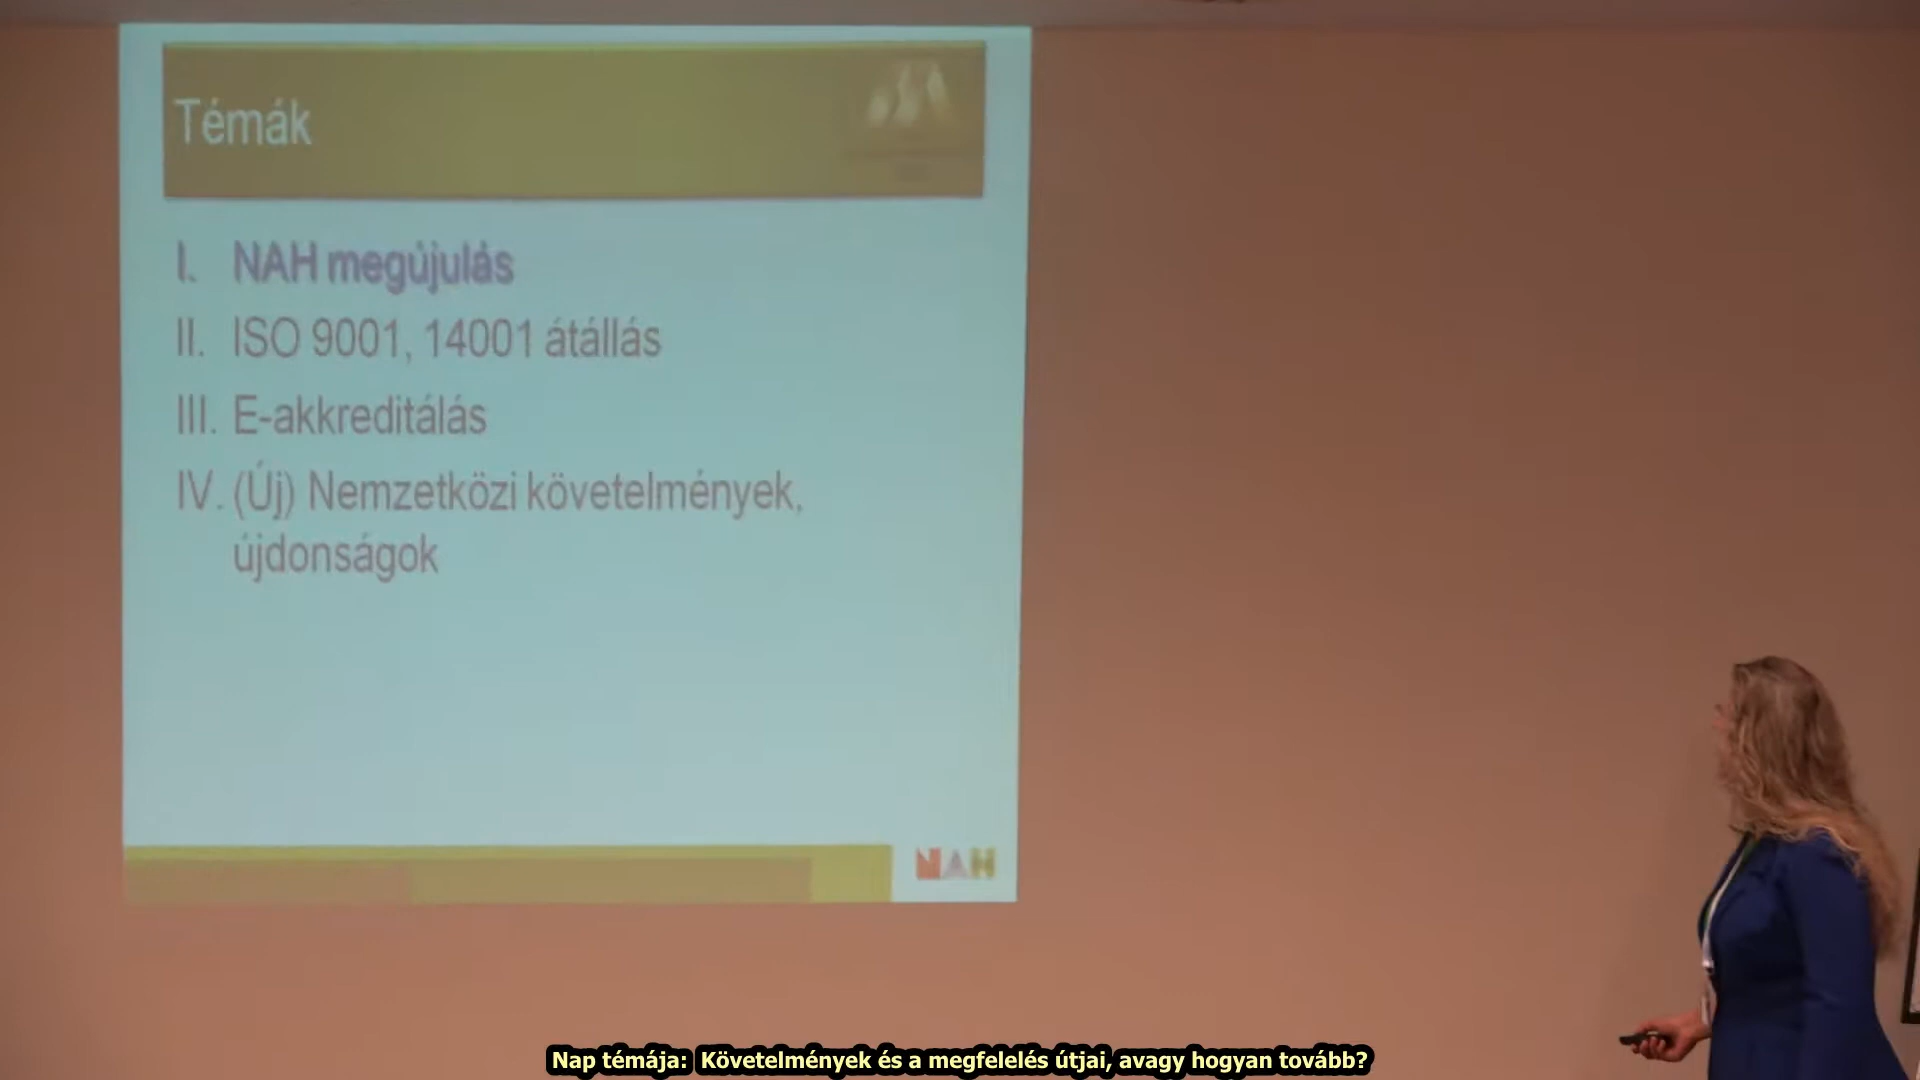 Témák
I. NAH megújulás
II. ISO 9001, 14001 átállás
III. E-akkreditálás
IV. (Új) Nemzetközi követelmények,
újdonságok
NAH
Nap témája: Követelmények és a megfelelés útjai, avagy hogyan tovább?